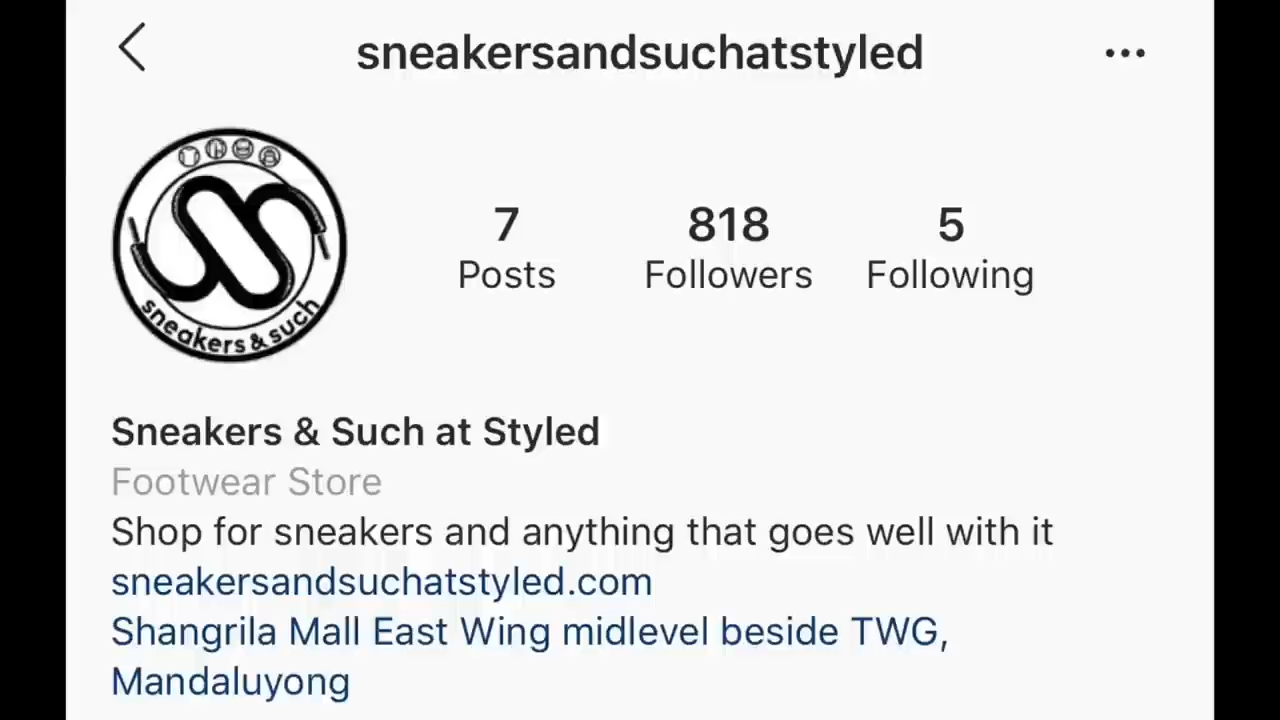 sneakersandsuchatstyled
sneakers & such
7
818
5
Posts
Followers
Following
Sneakers & Such at Styled
Footwear Store
Shop for sneakers and anything that goes well with it
sneakersandsuchatstyled.com
Shangrila Mall East Wing midlevel beside TWG,
Mandaluyong